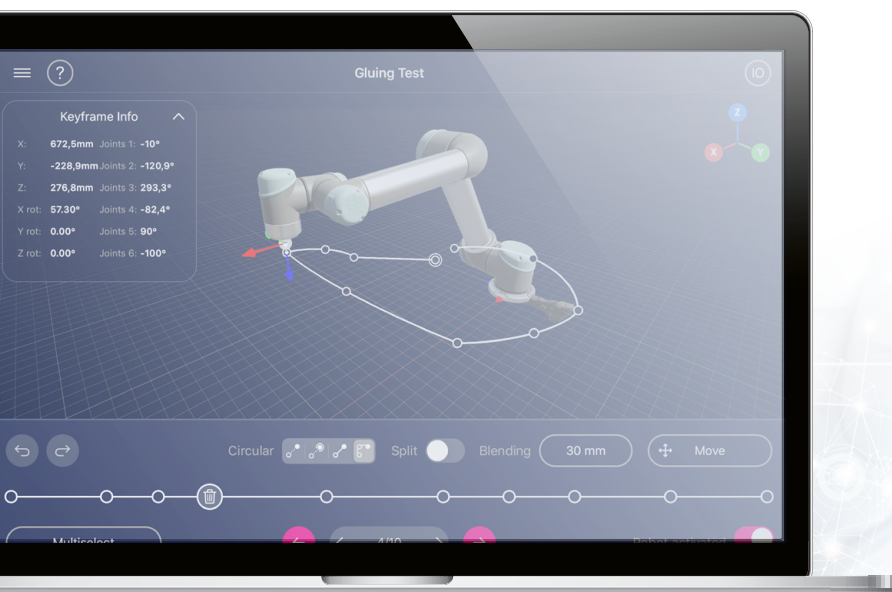 ?
Gluing Test
IO
Keyframe Info
X: 672,5mm Joints 1: -10°
Y: -228,9mm Joints 2: -120,9°
Z: 276,8mm Joints 3: 293,3°
X rot: 57.30° Joints 4: -82,4°
Y rot: 0.00° Joints 5: 90°
Z rot: 0.00° Joints 6: -100°
Z
X
Y
Circular
Split
Blending
30 mm
Move
Multiselect
4/10
Robot activated